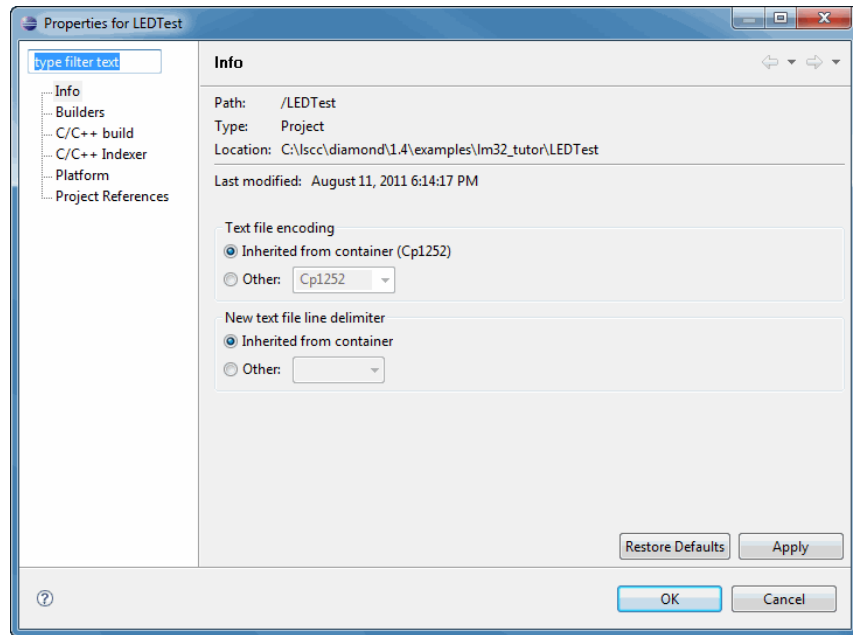 Properties for LEDTest
type filter text
Info
Builders
C/C++ build
C/C++ Indexer
Platform
Project References
Info
Path: /LEDTest
Type: Project
Location: C:\lscc\diamond\1.4\examples\lm32_tutor\LEDTest
Last modified: August 11, 2011 6:14:17 PM
Text file encoding
Inherited from container (Cp1252)
Other: Cp1252
New text file line delimiter
Inherited from container
Other:
Restore Defaults Apply
? OK Cancel